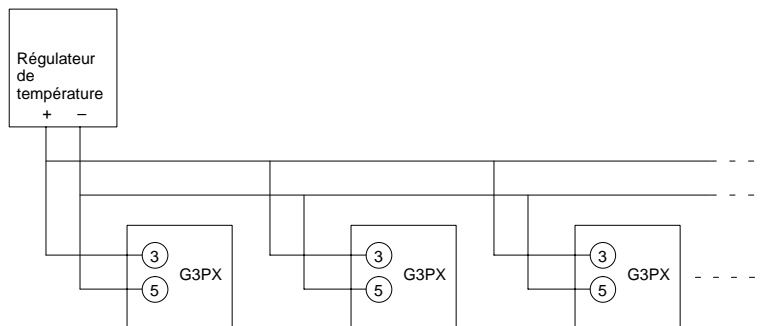 Régulateur
de
température
+ −
3 G3PX
5
3 G3PX
5
3 G3PX
5